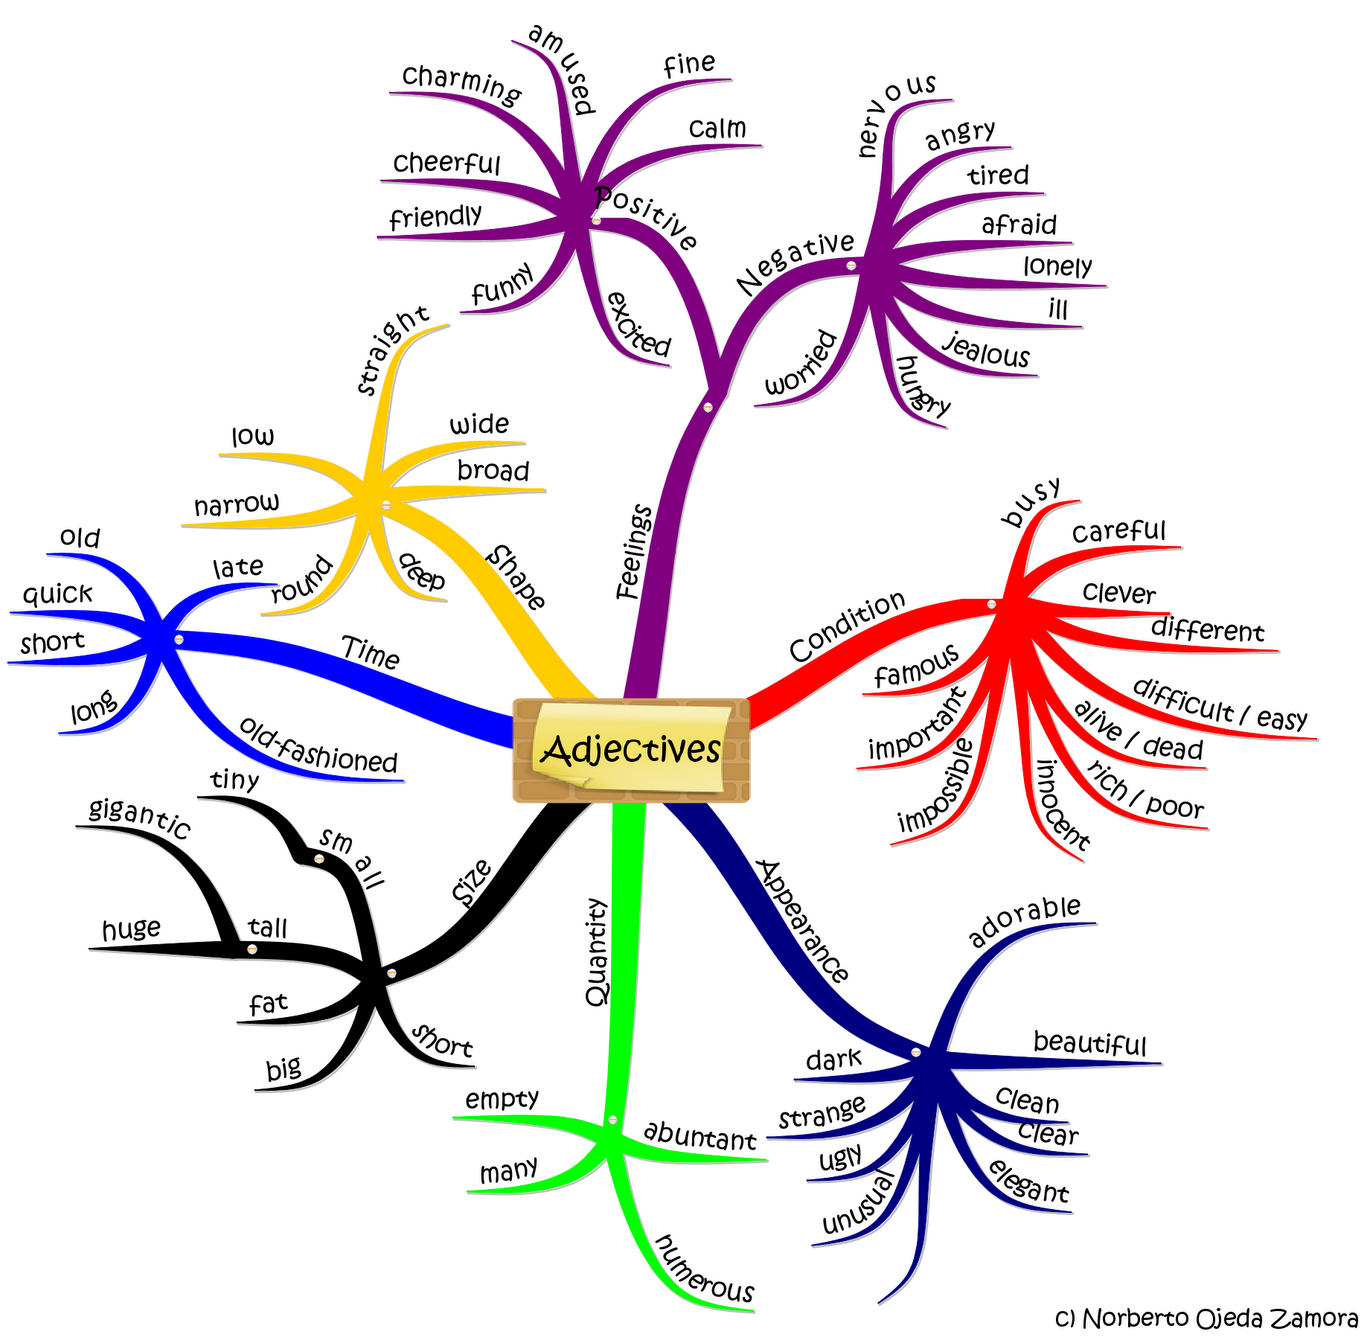 Adjectives
Feelings
Positive
amused
charming
cheerful
friendly
funny
fine
calm
excited
Negative
nervous
angry
tired
afraid
lonely
ill
jealous
hungry
worried
Shape
straight
low
narrow
round
wide
broad
deep
Time
old
quick
short
long
late
old-fashioned
Condition
busy
careful
clever
different
difficult / easy
alive / dead
rich / poor
innocent
famous
important
impossible
Size
small
tiny
tall
gigantic
huge
fat
big
short
Quantity
empty
many
abuntant
numerous
Appearance
adorable
beautiful
clean
clear
elegant
dark
strange
ugly
unusual
c) Norberto Ojeda Zamora